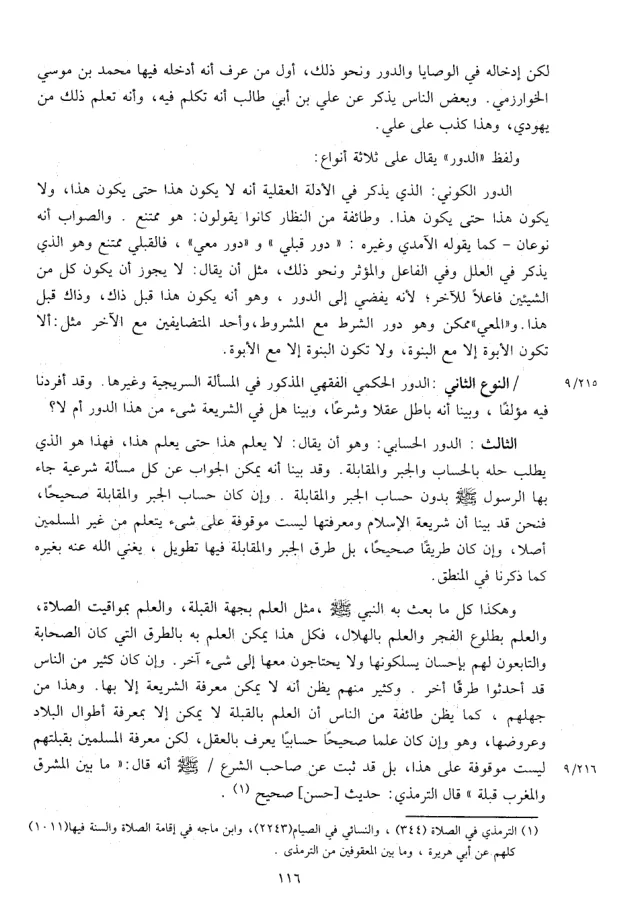 لكن إدخاله في الوصايا والدور ونحو ذلك، أول من عرف أنه أدخله فيها محمد بن موسي
الخوارزمي. وبعض الناس يذكر عن علي بن أبي طالب أنه تكلم فيه، وأنه تعلم ذلك من
يهودي، وهذا كذب على علي.
ولفظ «الدور» يقال على ثلاثة أنواع:
الدور الكوني: الذي يذكر في الأدلة العقلية أنه لا يكون هذا حتى يكون هذا، ولا
يكون هذا حتى يكون هذا. وطائفة من النظار كانوا يقولون: هو ممتنع . والصواب أنه
نوعان - كما يقوله الآمدي وغيره : « دور قبلي » و «دور معي» ، فالقبلي ممتنع وهو الذي
يذكر في العلل وفي الفاعل والمؤثر ونحو ذلك، مثل أن يقال: لا يجوز أن يكون كل من
الشيئين فاعلاً للآخر؛ لأنه يفضي إلى الدور ، وهو أنه يكون هذا قبل ذاك، وذاك قبل
هذا. و«المعي»ممكن وهو دور الشرط مع المشروط،وأحد المتضايفين مع الآخر مثل:ألا
تكون الأبوة إلا مع البنوة، ولا تكون البنوة إلا مع الأبوة.
٩/٢١٥ / النوع الثاني :الدور الحكمي الفقهي المذكور في المسألة السريجية وغيرها. وقد أفردنا
فيه مؤلفًا ، وبينا أنه باطل عقلا وشرعًا، وبينا هل في الشريعة شىء من هذا الدور أم لا؟
الثالث : الدور الحسابي: وهو أن يقال: لا يعلم هذا حتى يعلم هذا، فهذا هو الذي
يطلب حله بالحساب والجبر والمقابلة. وقد بينا أنه يمكن الجواب عن كل مسألة شرعية جاء
بها الرسول ﷺ بدون حساب الجبر والمقابلة . وإن كان حساب الجبر والمقابلة صحيحًا،
فنحن قد بينا أن شريعة الإسلام ومعرفتها ليست موقوفة على شىء يتعلم من غير المسلمين
أصلا، وإن كان طريقًا صحيحًا، بل طرق الجبر والمقابلة فيها تطويل ، يغني الله عنه بغيره
كما ذكرنا في المنطق.
وهكذا كل ما بعث به النبي ﷺ ،مثل العلم بجهة القبلة، والعلم بمواقيت الصلاة،
والعلم بطلوع الفجر والعلم بالهلال، فكل هذا يمكن العلم به بالطرق التي كان الصحابة
والتابعون لهم بإحسان يسلكونها ولا يحتاجون معها إلى شىء آخر. وإن كان كثير من الناس
قد أحدثوا طرقًا أخر . وكثير منهم يظن أنه لا يمكن معرفة الشريعة إلا بها. وهذا من
جهلهم ، كما يظن طائفة من الناس أن العلم بالقبلة لا يمكن إلا بمعرفة أطوال البلاد
وعروضها، وهو وإن كان علما صحيحًا حسابيًا يعرف بالعقل، لكن معرفة المسلمين بقبلتهم
٩/٢١٦ ليست موقوفة على هذا، بل قد ثبت عن صاحب الشرع / ﷺ أنه قال:« ما بين المشرق
والمغرب قبلة » قال الترمذي: حديث [حسن] صحيح (١) .
(١) الترمذي في الصلاة (٣٤٤) ، والنسائي في الصيام(٢٢٤٣)، وابن ماجه في إقامة الصلاة والسنة فيها(١٠١١)
كلهم عن أبي هريرة ، وما بين المعقوفين من الترمذى .
١١٦